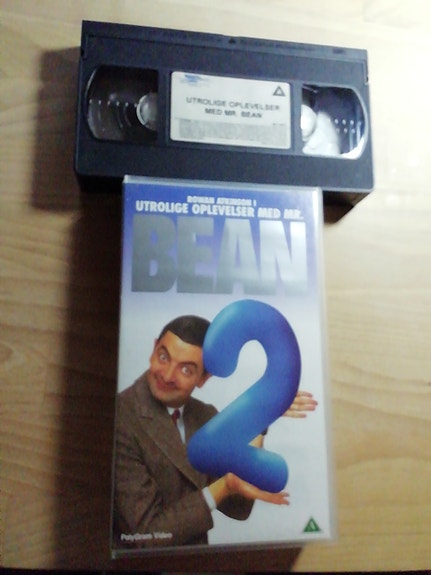 UTROLIGE OPLEVELSER
MED MR. BEAN
ROWAN ATKINSON I
UTROLIGE OPLEVELSER MED MR.
BEAN
2
PolyGram Video